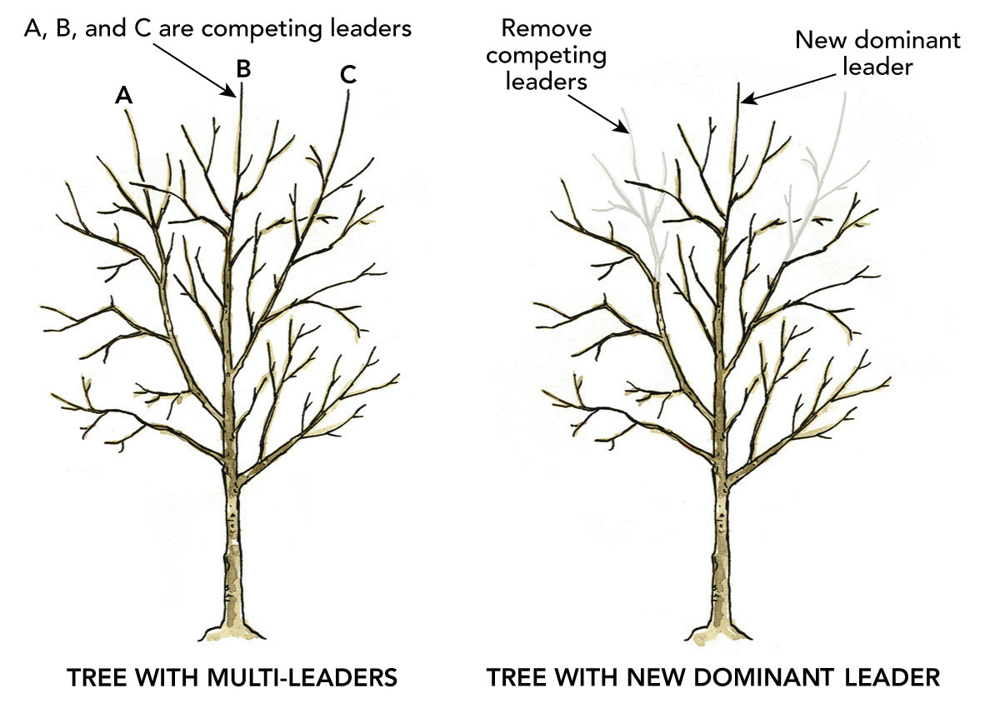 A, B, and C are competing leaders
A
B
C
TREE WITH MULTI-LEADERS
Remove
competing
leaders
New dominant
leader
TREE WITH NEW DOMINANT LEADER